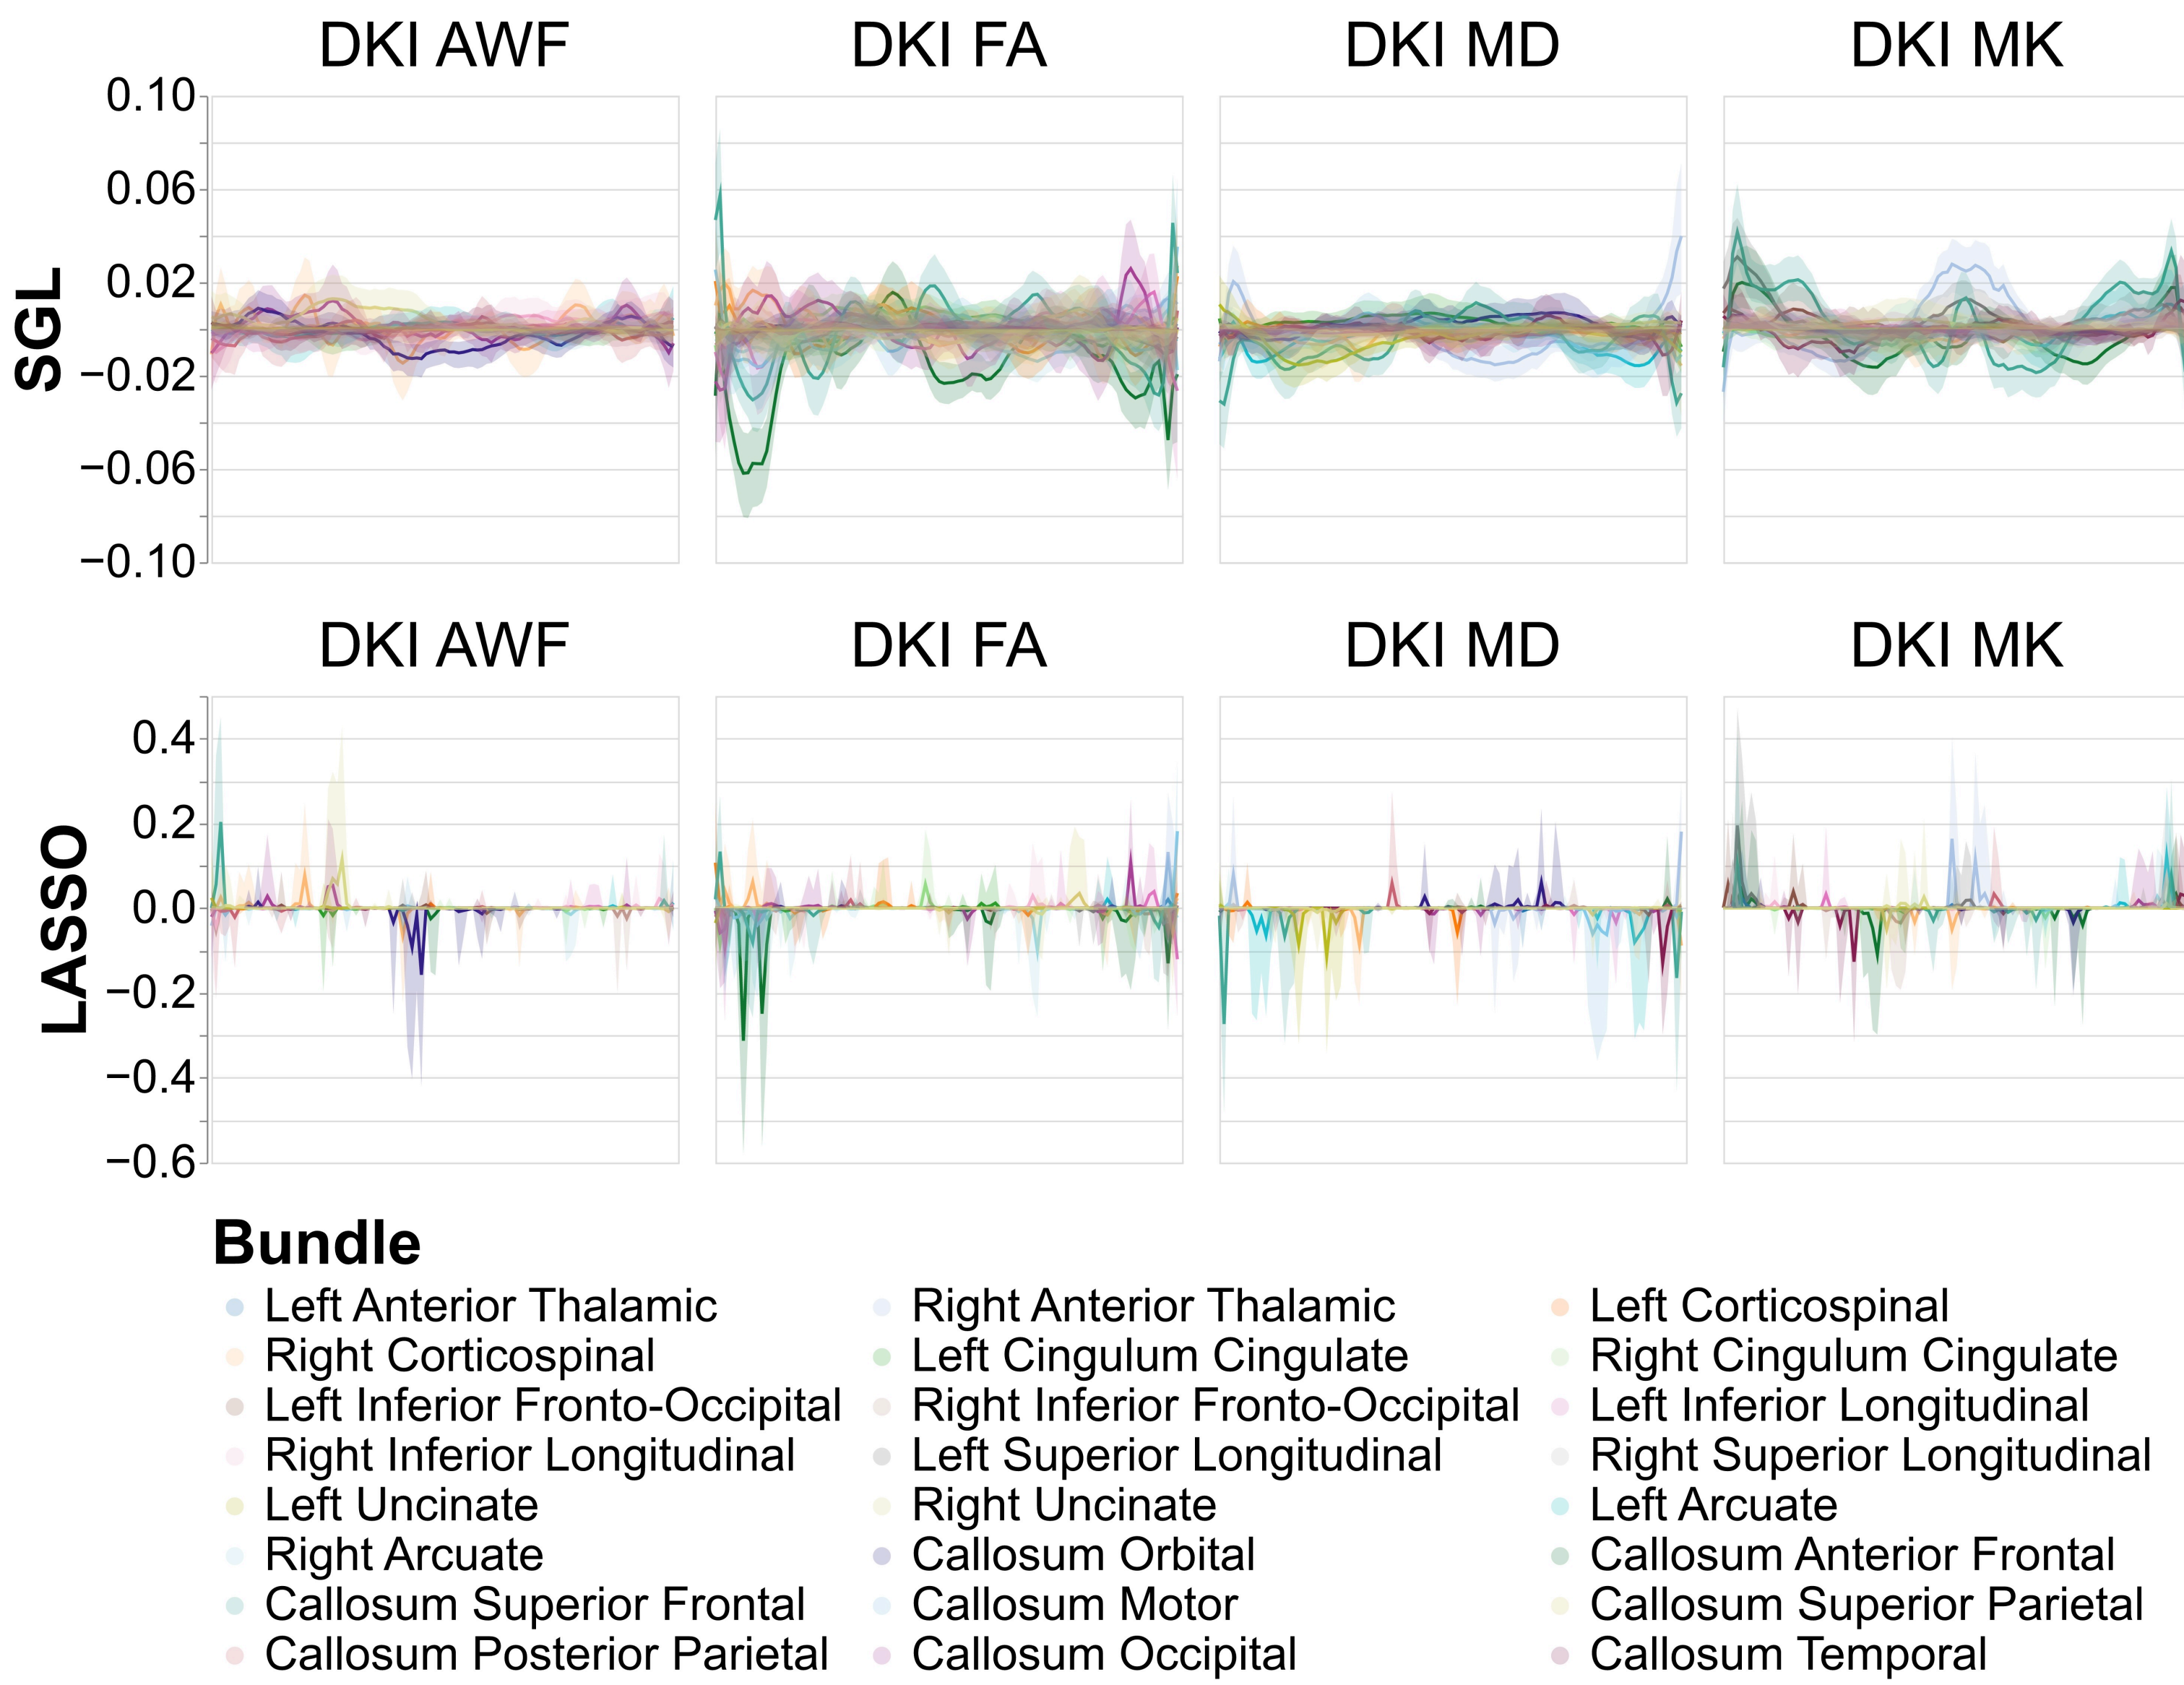 DKI AWF DKI FA DKI MD DKI MK
SGL
0.10
0.06
0.02
−0.02
−0.06
−0.10
DKI AWF DKI FA DKI MD DKI MK
LASSO
0.4
0.2
0.0
−0.2
−0.4
−0.6
Bundle
Left Anterior Thalamic Right Anterior Thalamic Left Corticospinal
Right Corticospinal Left Cingulum Cingulate Right Cingulum Cingulate
Left Inferior Fronto-Occipital Right Inferior Fronto-Occipital Left Inferior Longitudinal
Right Inferior Longitudinal Left Superior Longitudinal Right Superior Longitudinal
Left Uncinate Right Uncinate Left Arcuate
Right Arcuate Callosum Orbital Callosum Anterior Frontal
Callosum Superior Frontal Callosum Motor Callosum Superior Parietal
Callosum Posterior Parietal Callosum Occipital Callosum Temporal